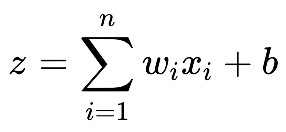 z = \sum_{i=1}^{n} w_i x_i + b